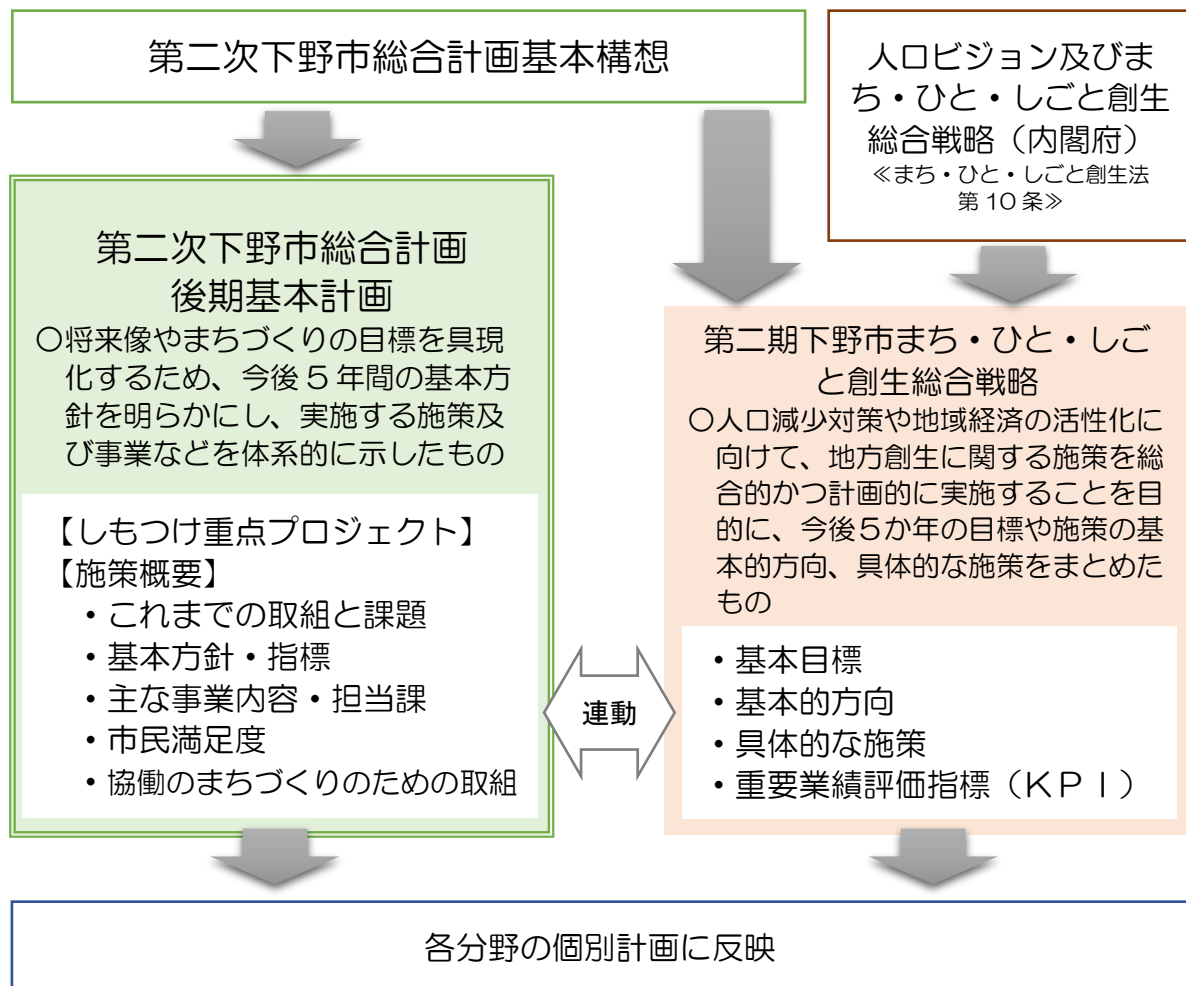 第二次下野市総合計画基本構想
人口ビジョン及びま
ち・ひと・しごと創生
総合戦略（内閣府）
≪まち・ひと・しごと創生法
第 10 条≫
第二次下野市総合計画
後期基本計画
○将来像やまちづくりの目標を具現
化するため、今後 5 年間の基本方
針を明らかにし、実施する施策及
び事業などを体系的に示したもの
【しもつけ重点プロジェクト】
【施策概要】
・これまでの取組と課題
・基本方針・指標
・主な事業内容・担当課
・市民満足度
・協働のまちづくりのための取組
連動
第二期下野市まち・ひと・しご
と創生総合戦略
○人口減少対策や地域経済の活性化に
向けて、地方創生に関する施策を総
合的かつ計画的に実施することを目
的に、今後５か年の目標や施策の基
本的方向、具体的な施策をまとめた
もの
・基本目標
・基本的方向
・具体的な施策
・重要業績評価指標（ＫＰＩ）
各分野の個別計画に反映